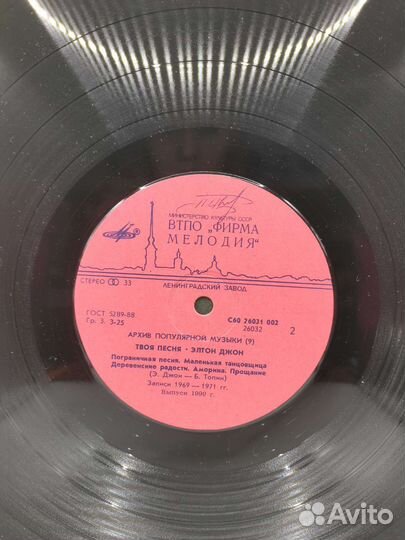 МИНИСТЕРСТВО КУЛЬТУРЫ СССР
ВТПО „ФИРМА
МЕЛОДИЯ"
СТЕРЕО 33
ЛЕНИНГРАДСКИЙ ЗАВОД
ГОСТ 5289-88
Гр. 3. 3-25
С60 26031 002
26032
2
АРХИВ ПОПУЛЯРНОЙ МУЗЫКИ (9)
ТВОЯ ПЕСНЯ • ЭЛТОН ДЖОН
Пограничная песня. Маленькая танцовщица
Деревенские радости. Аморина. Прощание
(Э. Джон — Б. Топин)
Записи 1969 — 1971 гг.
Выпуск 1990 г.
Avito